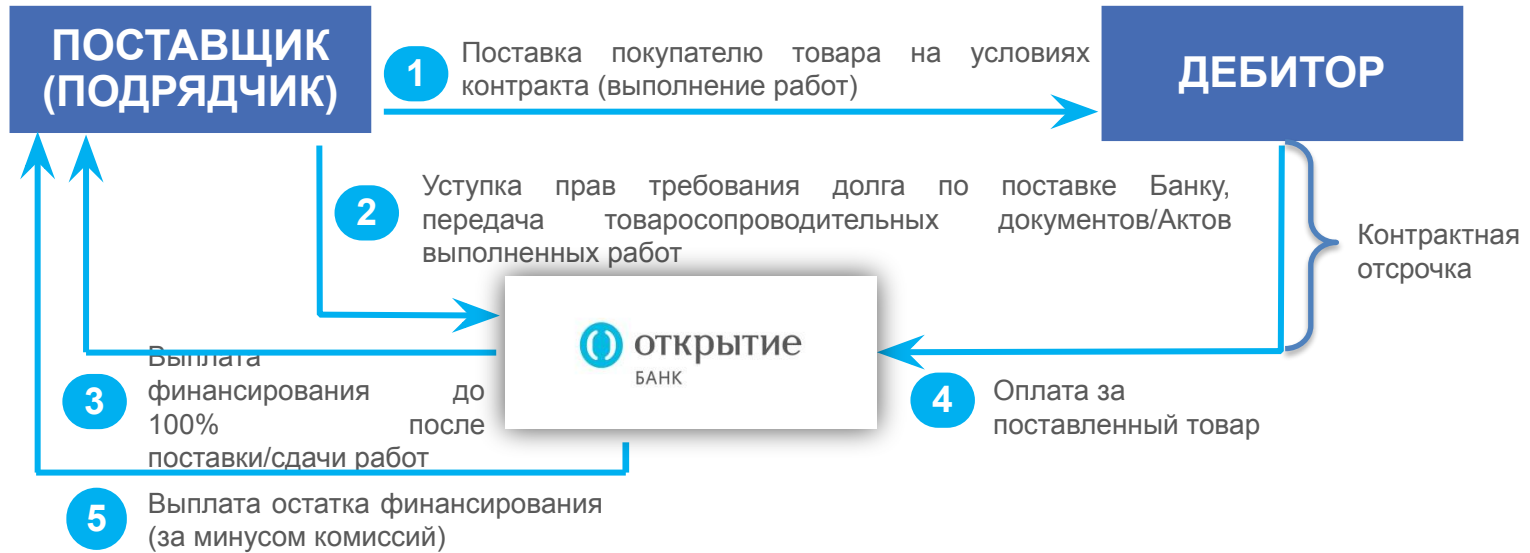 ПОСТАВЩИК
(ПОДРЯДЧИК)
1
Поставка покупателю товара на условиях
контракта (выполнение работ)
ДЕБИТОР
2
Уступка прав требования долга по поставке Банку,
передача товаросопроводительных документов/Актов
выполненных работ
Контрактная
отсрочка
открытие
БАНК
3
Выплата
финансирования до
100% после
поставки/сдачи работ
4
Оплата за
поставленный товар
5
Выплата остатка финансирования
(за минусом комиссий)